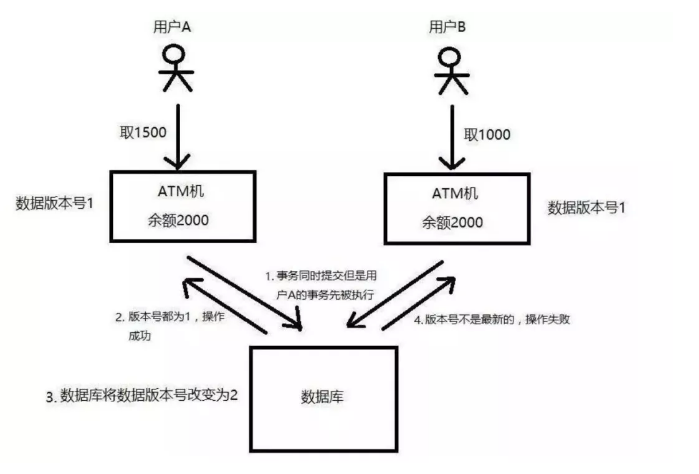 用户A
用户B
取1500
取1000
ATM机
余额2000
数据版本号1
ATM机
余额2000
数据版本号1
1. 事务同时提交但是用
户A的事务先被执行
2. 版本号都为1，操作
成功
4.版本号不是最新的，操作失败
3. 数据库将数据版本号改变为2
数据库